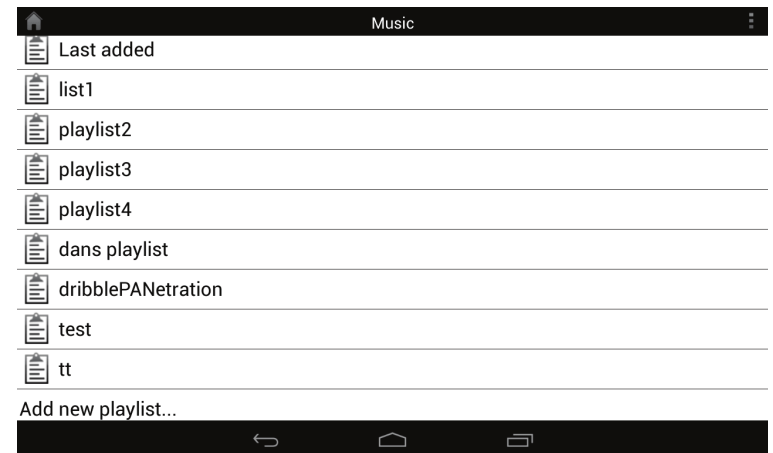 Music
Last added
list1
playlist2
playlist3
playlist4
dans playlist
dribblePANetration
test
tt
Add new playlist...